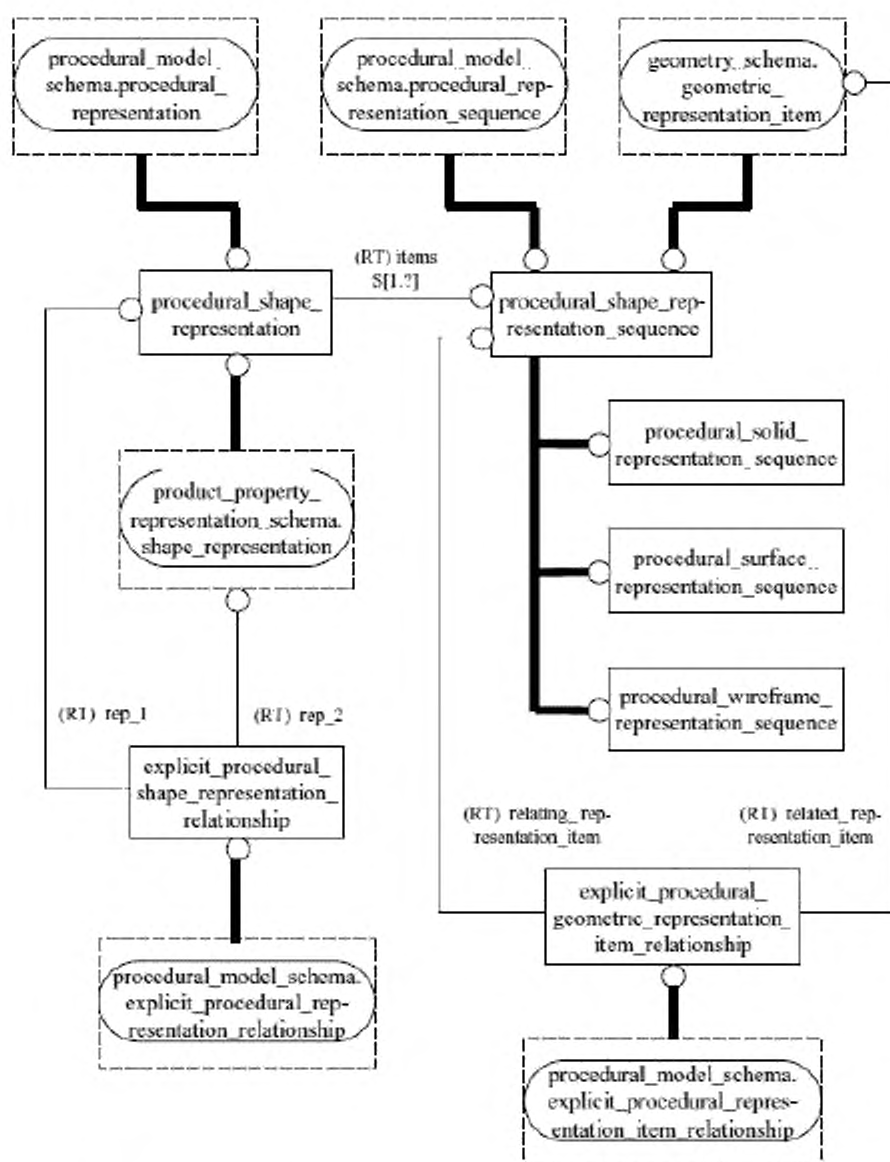 procedural_model_
schema.procedural_
representation
procedural_model_
schema.procedural_rep-
resentation_sequence
geometry_schema.
geometric_
representation_item
(RT) items
S[1:?]
procedural_shape_
representation
procedural_shape_rep-
resentation_sequence
procedural_solid_
representation_sequence
product_property_
representation_schema.
shape_representation
procedural_surface_
representation_sequence
procedural_wireframe_
representation_sequence
(RT) rep_1
(RT) rep_2
explicit_procedural_
shape_representation_
relationship
(RT) relating_rep-
resentation_item
(RT) related_rep-
resentation_item
explicit_procedural_
geometric_representation_
item_relationship
procedural_model_schema.
explicit_procedural_rep-
resentation_relationship
procedural_model_schema.
explicit_procedural_repres-
entation_item_relationship